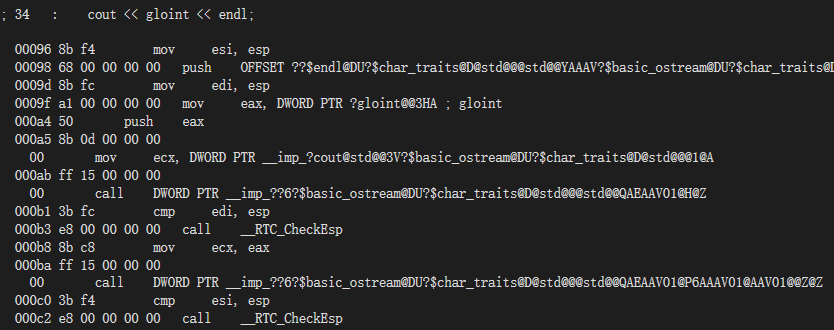 ; 34   :    cout << gloint << endl;
00096 8b f4 mov esi, esp
00098 68 00 00 00 00 push OFFSET ??$endl@DU?$char_traits@D@std@@@std@@YAAAV?$basic_ostream@DU?$char_traits@D
0009d 8b fc mov edi, esp
0009f a1 00 00 00 00 mov eax, DWORD PTR ?gloint@@3HA ; gloint
000a4 50 push eax
000a5 8b 0d 00 00 00
00 mov ecx, DWORD PTR __imp_?cout@std@@3V?$basic_ostream@DU?$char_traits@D@std@@@1@A
000ab ff 15 00 00 00
00 call DWORD PTR __imp_??6?$basic_ostream@DU?$char_traits@D@std@@@std@@QAEAAV01@H@Z
000b1 3b fc cmp edi, esp
000b3 e8 00 00 00 00 call __RTC_CheckEsp
000b8 8b c8 mov ecx, eax
000ba ff 15 00 00 00
00 call DWORD PTR __imp_??6?$basic_ostream@DU?$char_traits@D@std@@@std@@QAEAAV01@P6AAAV01@AAV01@@Z@Z
000c0 3b f4 cmp esi, esp
000c2 e8 00 00 00 00 call __RTC_CheckEsp